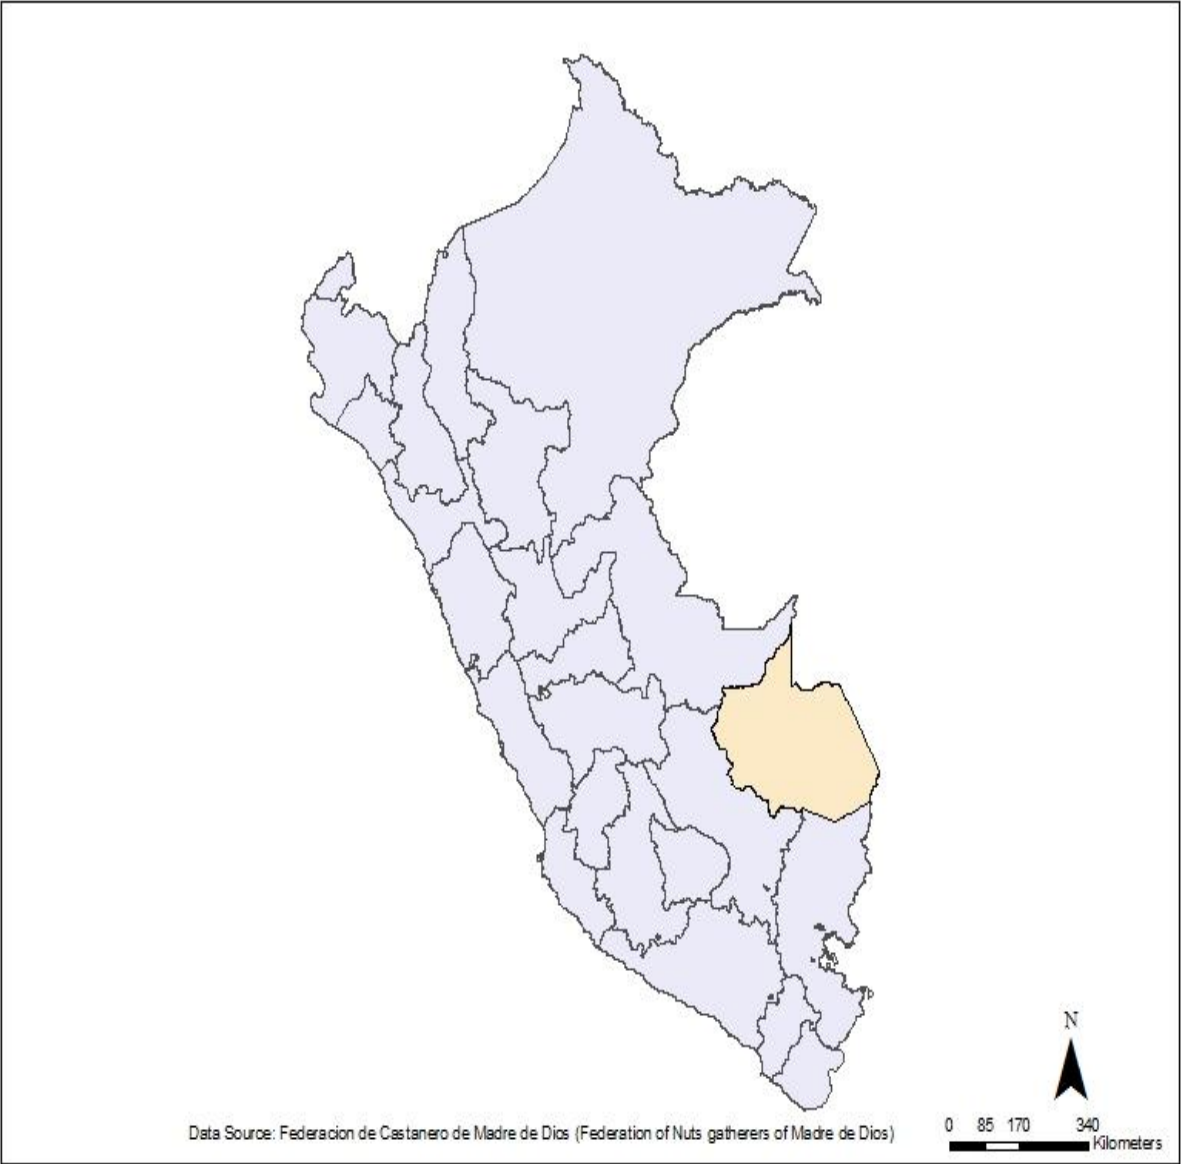 N
Data Source: Federacion de Castanero de Madre de Dios (Federation of Nuts gatherers of Madre de Dios)
0 85 170 340
Kilometers